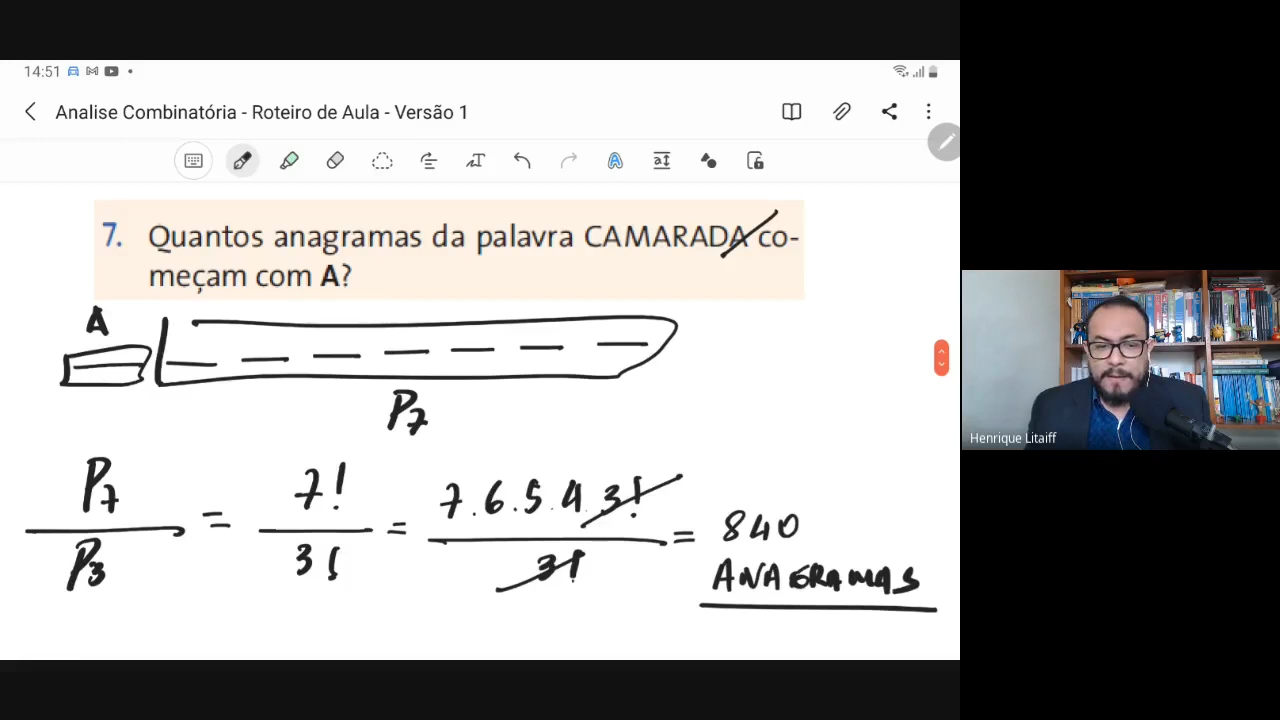 14:51
Analise Combinatória - Roteiro de Aula - Versão 1
7. Quantos anagramas da palavra CAMARADA co-
meçam com A?
A
P7
P7/P3 = 7!/3! = 7.6.5.4.3!/3! = 840
ANAGRAMAS
Henrique Litaiff